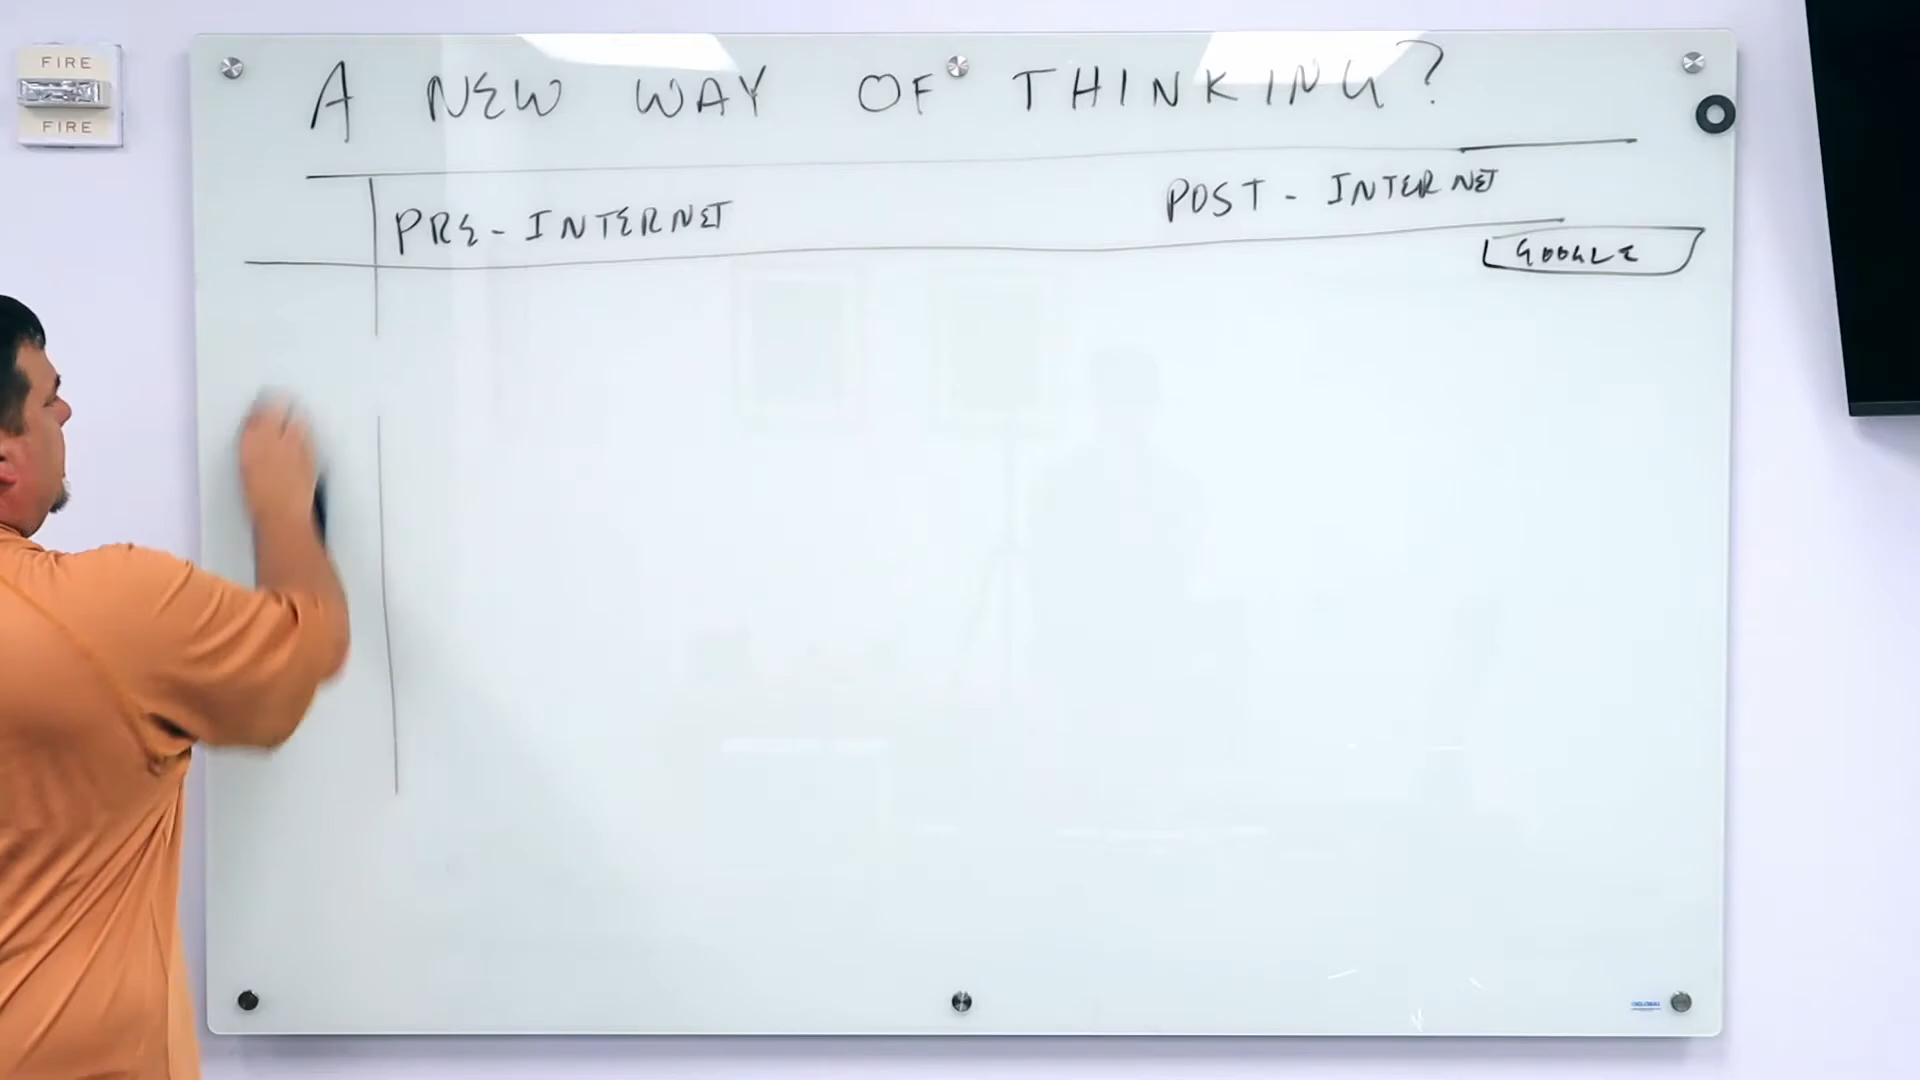 FIRE
FIRE
A NEW WAY OF THINKING?
PRE-INTERNET
POST-INTERNET
GOOGLE